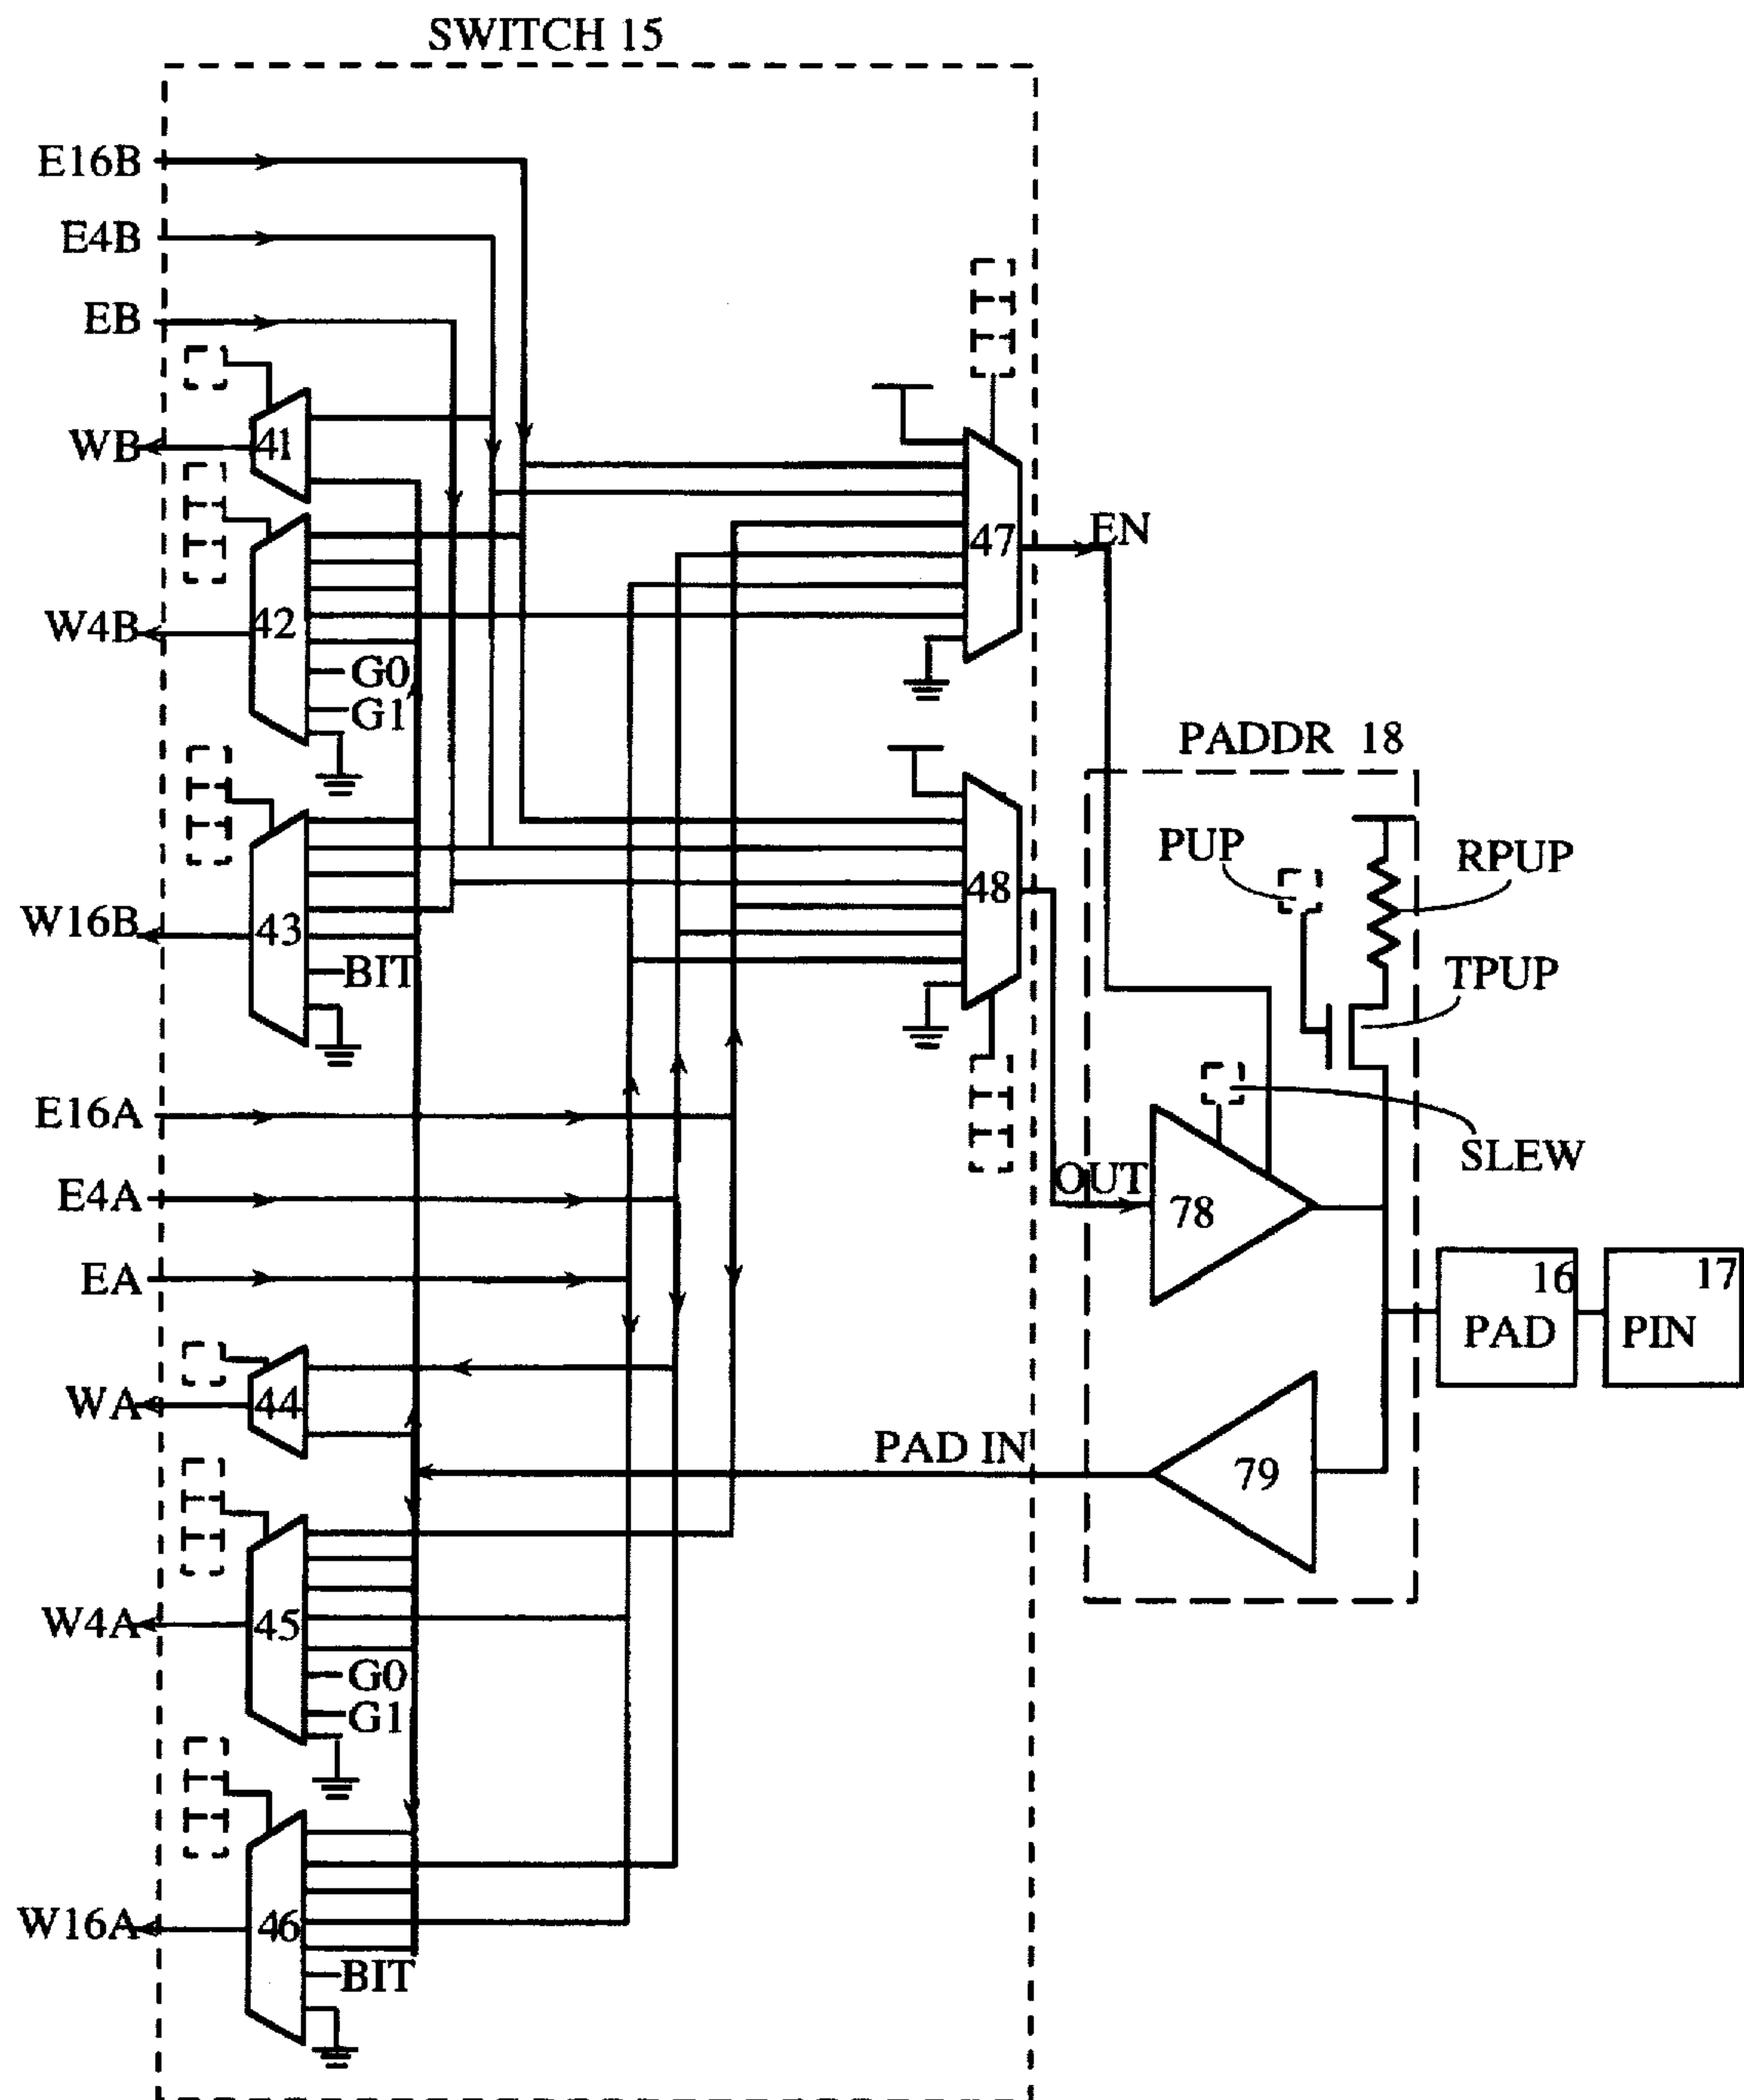 SWITCH 15
E16B
E4B
EB
WB
41
47
EN
W4B
42
G0
G1
PADDR 18
PUP
RPUP
48
W16B
43
BIT
TPUP
E16A
E4A
OUT
78
SLEW
EA
16
PAD
17
PIN
WA
44
PAD IN
79
W4A
45
G0
G1
W16A
46
BIT